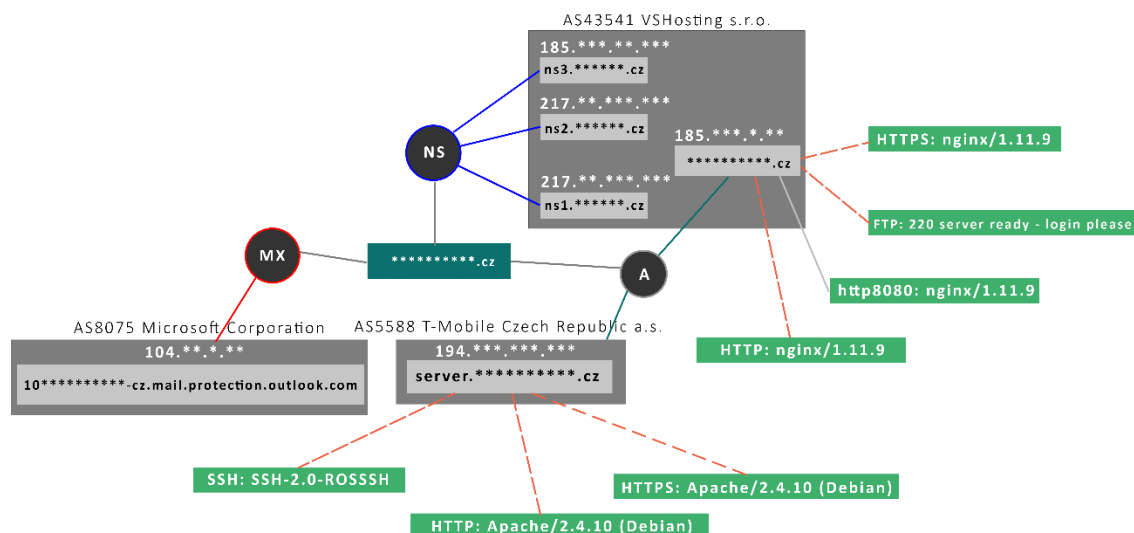 AS43541 VSHosting s.r.o.
185.***.**.***
ns3.******.cz
217.**.***.***
ns2.******.cz
185.***.*.**
**********.cz
217.**.***.***
ns1.******.cz
HTTPS: nginx/1.11.9
FTP: 220 server ready - login please
http8080: nginx/1.11.9
HTTP: nginx/1.11.9
NS
MX
**********.cz
A
AS8075 Microsoft Corporation
104.**.*.**
10**********-cz.mail.protection.outlook.com
AS5588 T-Mobile Czech Republic a.s.
194.***.***.***
server.**********.cz
SSH: SSH-2.0-ROSSSH
HTTPS: Apache/2.4.10 (Debian)
HTTP: Apache/2.4.10 (Debian)